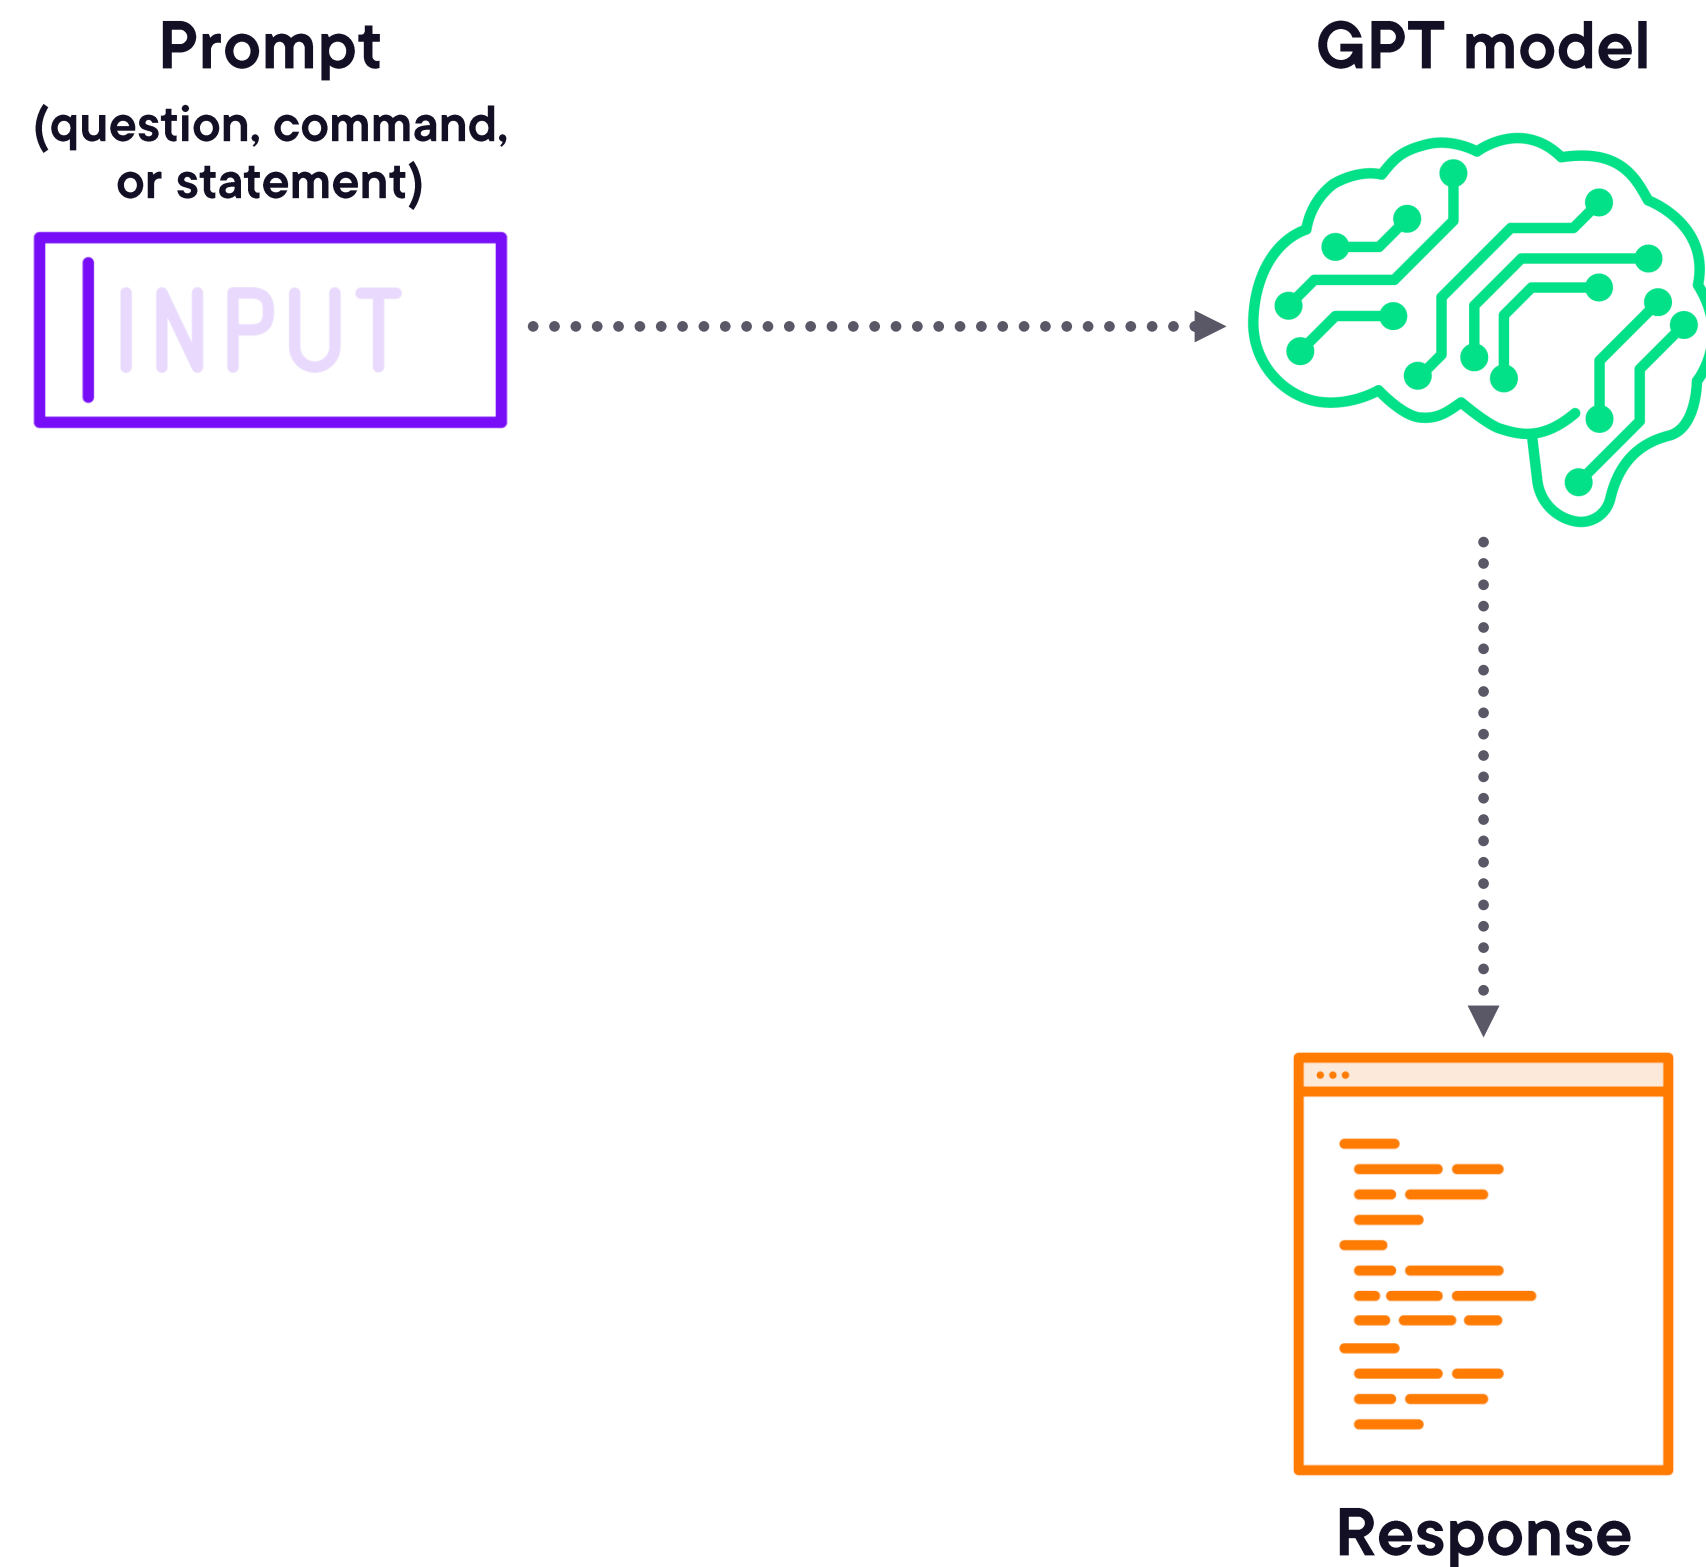 Prompt
(question, command,
or statement)
INPUT
GPT model
Response